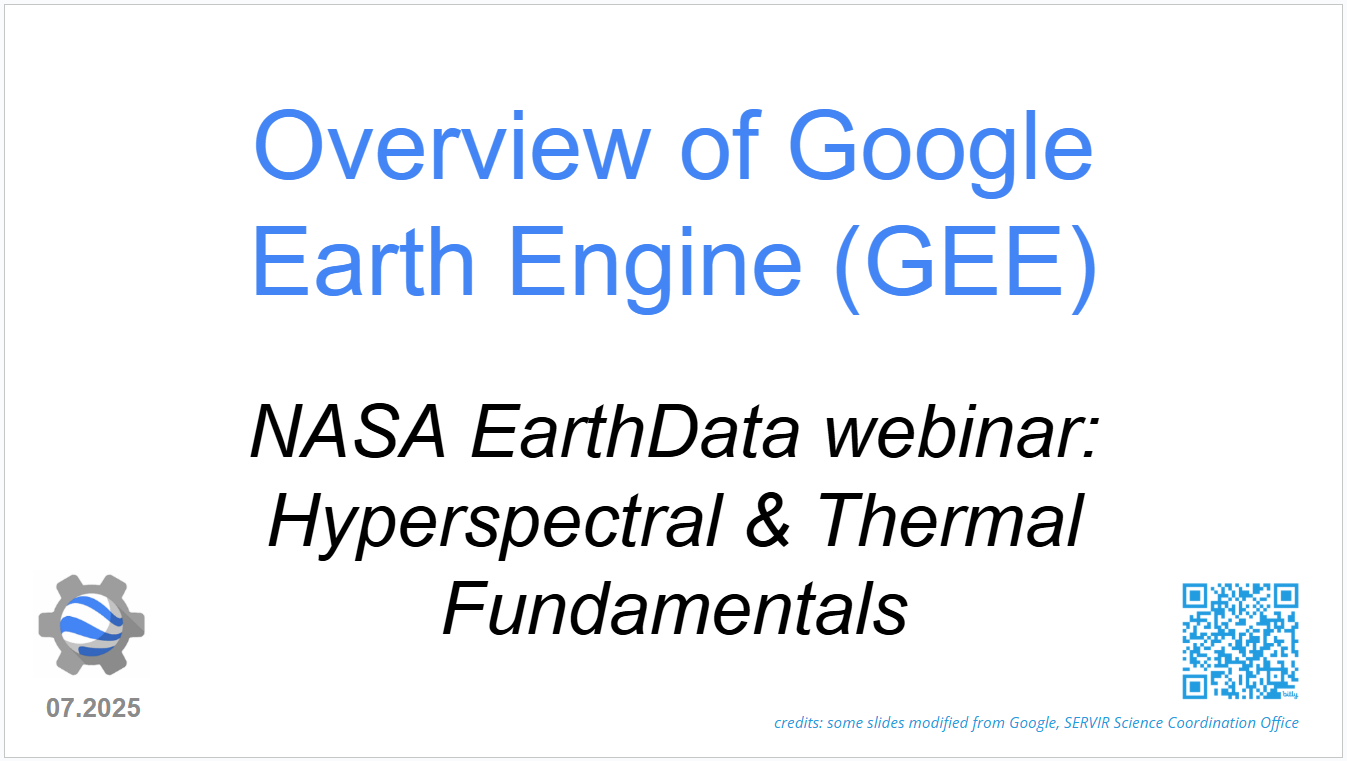 Overview of Google
Earth Engine (GEE)
NASA EarthData webinar:
Hyperspectral & Thermal
Fundamentals
07.2025
bitly
credits: some slides modified from Google, SERVIR Science Coordination Office